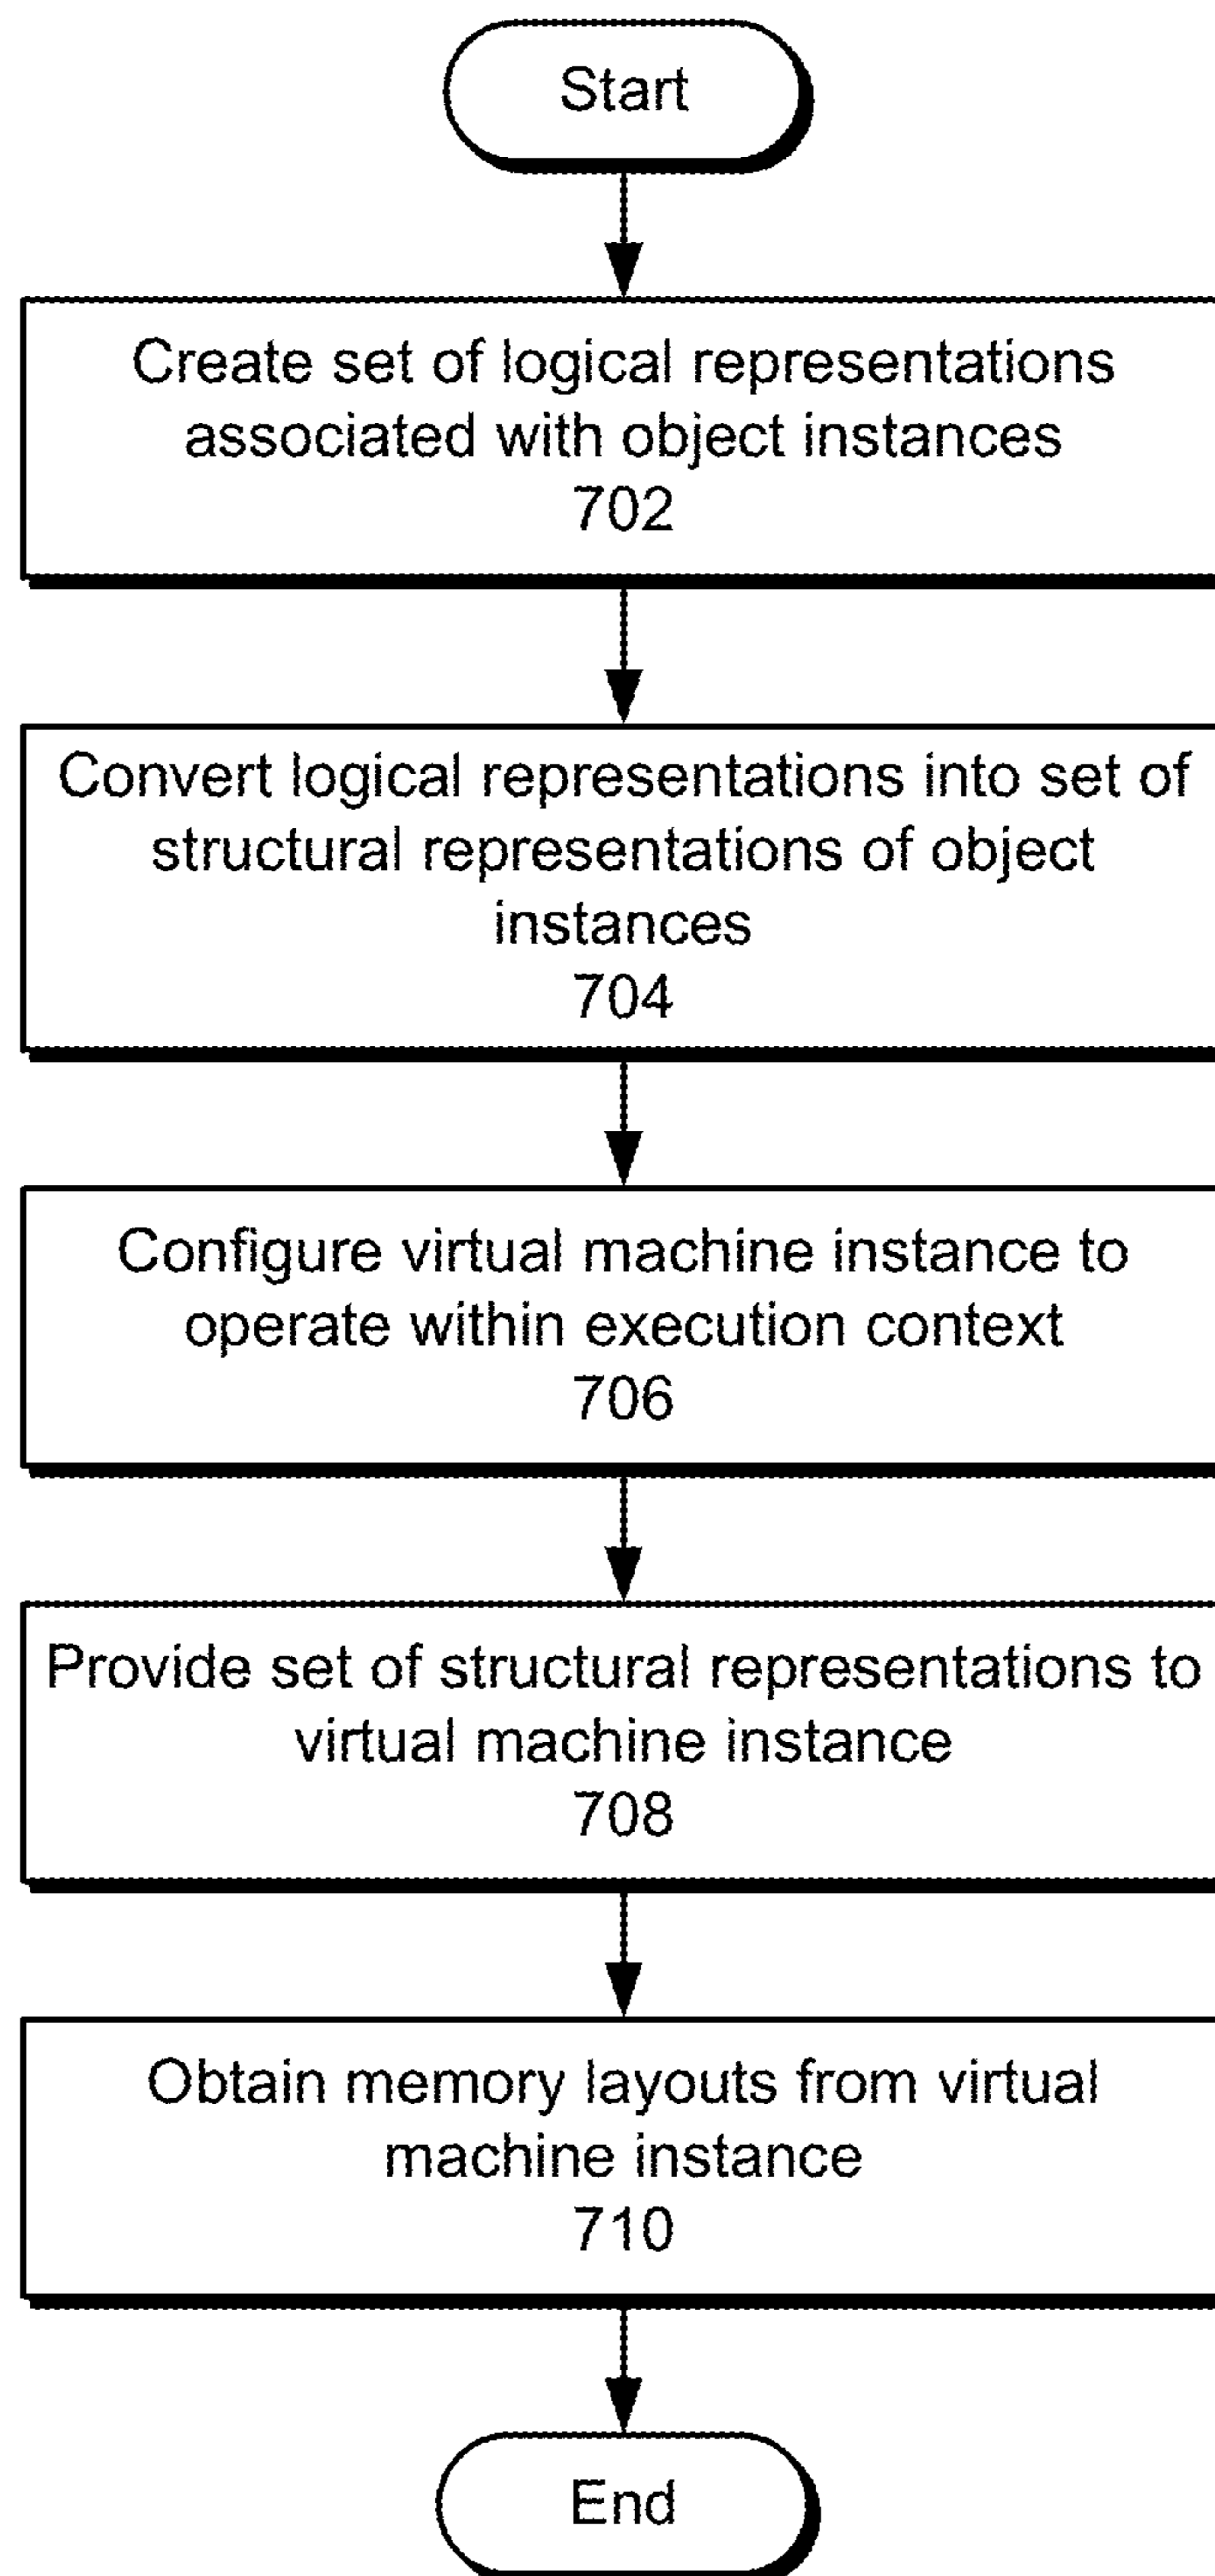 Start
Create set of logical representations
associated with object instances
702
Convert logical representations into set of
structural representations of object
instances
704
Configure virtual machine instance to
operate within execution context
706
Provide set of structural representations to
virtual machine instance
708
Obtain memory layouts from virtual
machine instance
710
End